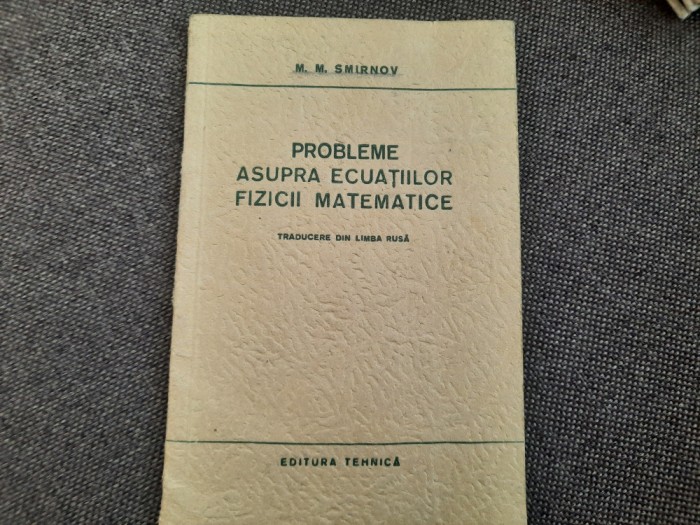 M. M. SMIRNOV
PROBLEME
ASUPRA ECUAȚIILOR
FIZICII MATEMATICE
TRADUCERE DIN LIMBA RUSĂ
EDITURA TEHNICĂ